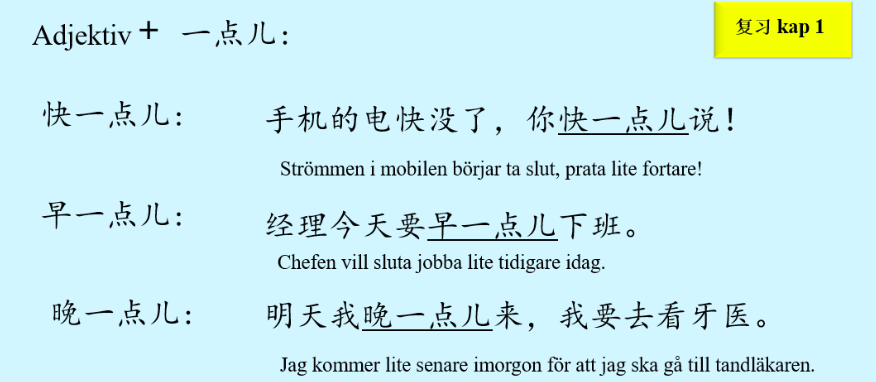 Adjektiv + 一点儿：
复习 kap 1
快一点儿： 手机的电快没了，你快一点儿说！
Strömmen i mobilen börjar ta slut, prata lite fortare!
早一点儿： 经理今天要早一点儿下班。
Chefen vill sluta jobba lite tidigare idag.
晚一点儿： 明天我晚一点儿来，我要去看牙医。
Jag kommer lite senare imorgon för att jag ska gå till tandläkaren.